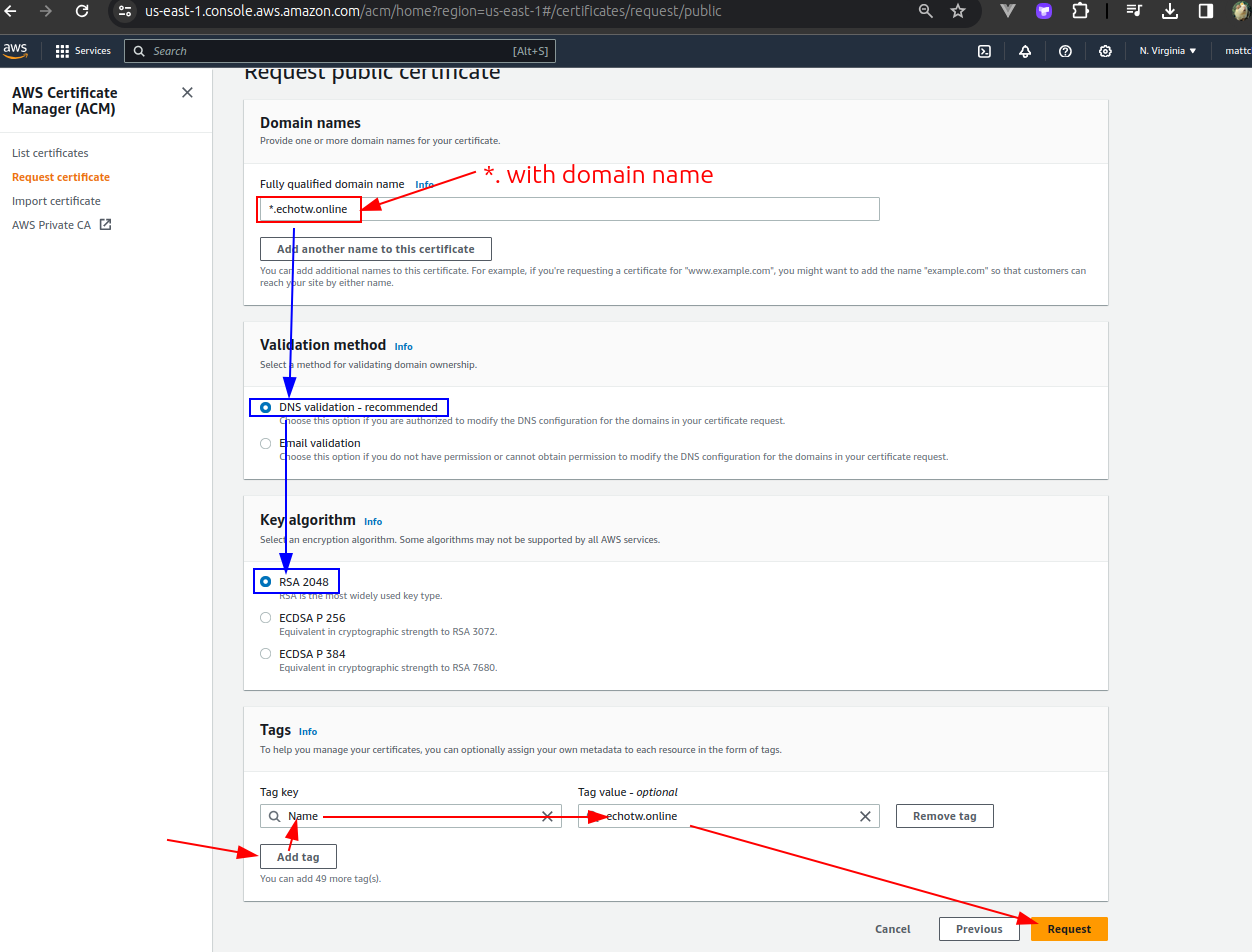 us-east-1.console.aws.amazon.com/acm/home?region=us-east-1#/certificates/request/public
aws
Services
Search
[Alt+S]
N. Virginia
mattc
AWS Certificate
Manager (ACM)
List certificates
Request certificate
Import certificate
AWS Private CA
Request public certificate
Domain names
Provide one or more domain names for your certificate.
*. with domain name
Fully qualified domain name Info
*.echotw.online
Add another name to this certificate
You can add additional names to this certificate. For example, if you're requesting a certificate for "www.example.com", you might want to add the name "example.com" so that customers can
reach your site by either name.
Validation method Info
Select a method for validating domain ownership.
DNS validation - recommended
Choose this option if you are authorized to modify the DNS configuration for the domains in your certificate request.
Email validation
Choose this option if you do not have permission or cannot obtain permission to modify the DNS configuration for the domains in your certificate request.
Key algorithm Info
Select an encryption algorithm. Some algorithms may not be supported by all AWS services.
RSA 2048
RSA is the most widely used key type.
ECDSA P 256
Equivalent in cryptographic strength to RSA 3072.
ECDSA P 384
Equivalent in cryptographic strength to RSA 7680.
Tags Info
To help you manage your certificates, you can optionally assign your own metadata to each resource in the form of tags.
Tag key
Tag value - optional
Name
echotw.online
Remove tag
Add tag
You can add 49 more tag(s).
Cancel
Previous
Request